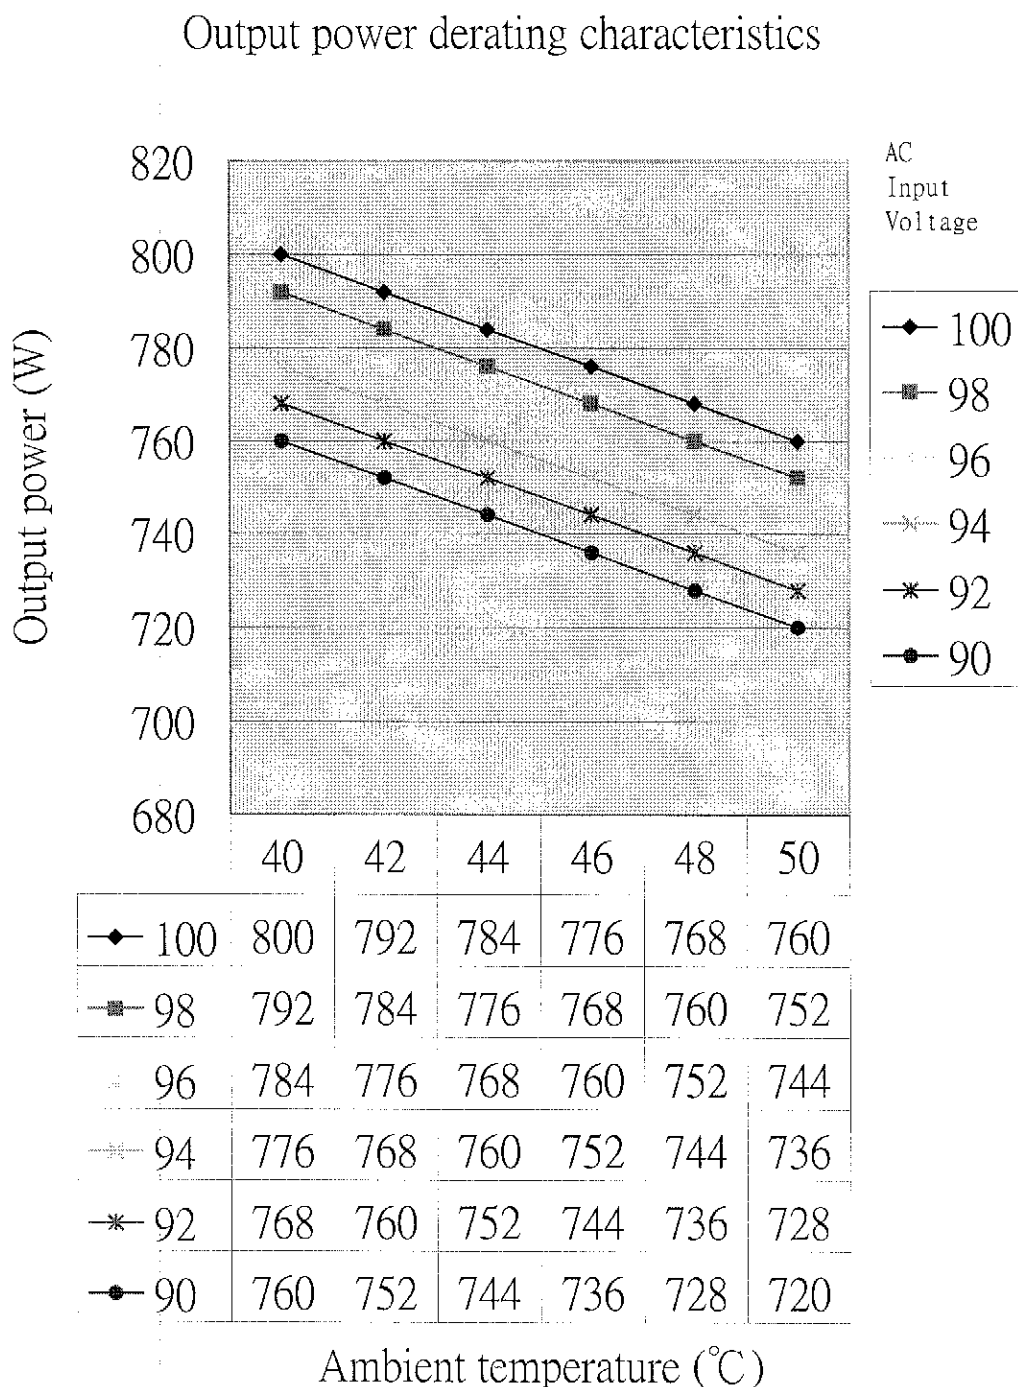 Output power derating characteristics
AC
Input
Voltage
820
800
780
760
740
720
700
680
Output power (W)
100
98
96
94
92
90
40 42 44 46 48 50
100 800 792 784 776 768 760
98 792 784 776 768 760 752
96 784 776 768 760 752 744
94 776 768 760 752 744 736
92 768 760 752 744 736 728
90 760 752 744 736 728 720
Ambient temperature (℃)